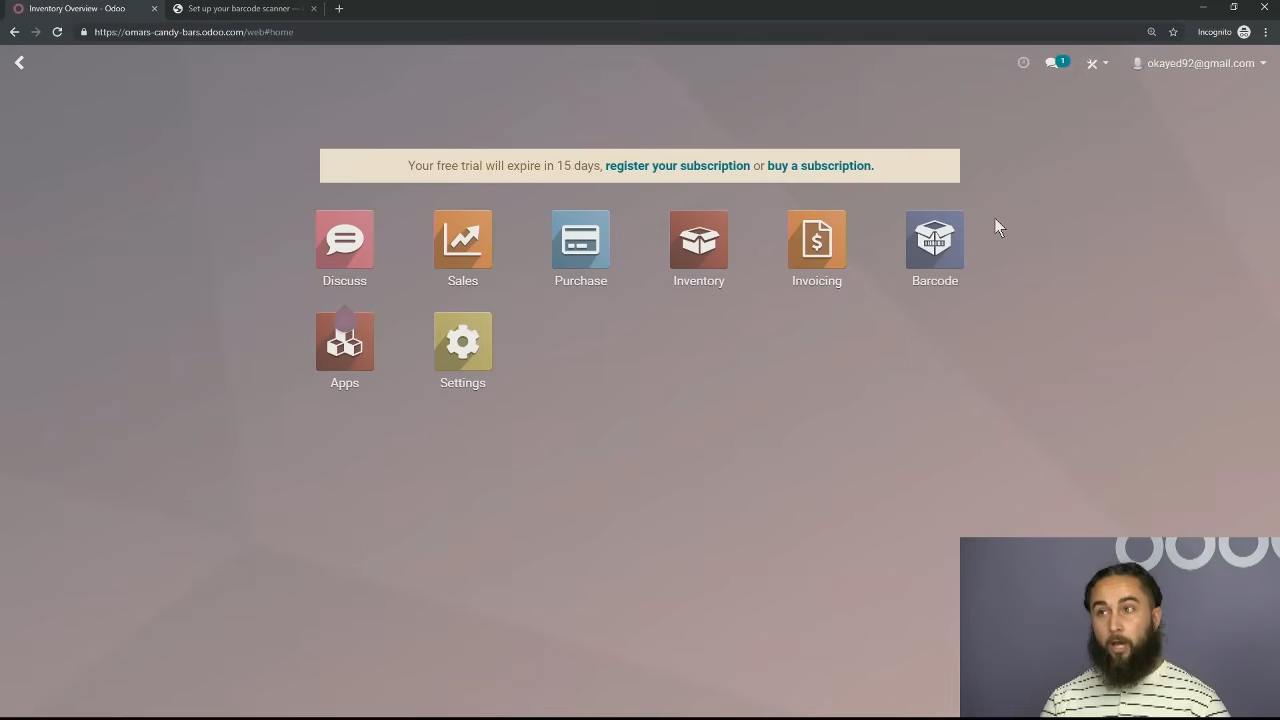 Inventory Overview - Odoo
Set up your barcode scanner —
https://omars-candy-bars.odoo.com/web#home
Incognito
1
okayed92@gmail.com
Your free trial will expire in 15 days, register your subscription or buy a subscription.
Discuss
Sales
Purchase
Inventory
Invoicing
Barcode
Apps
Settings